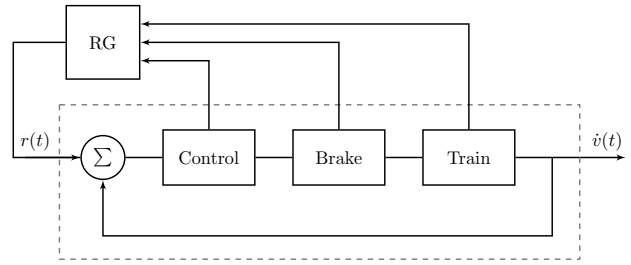 RG
r(t)
∑
Control
Brake
Train
v̇(t)